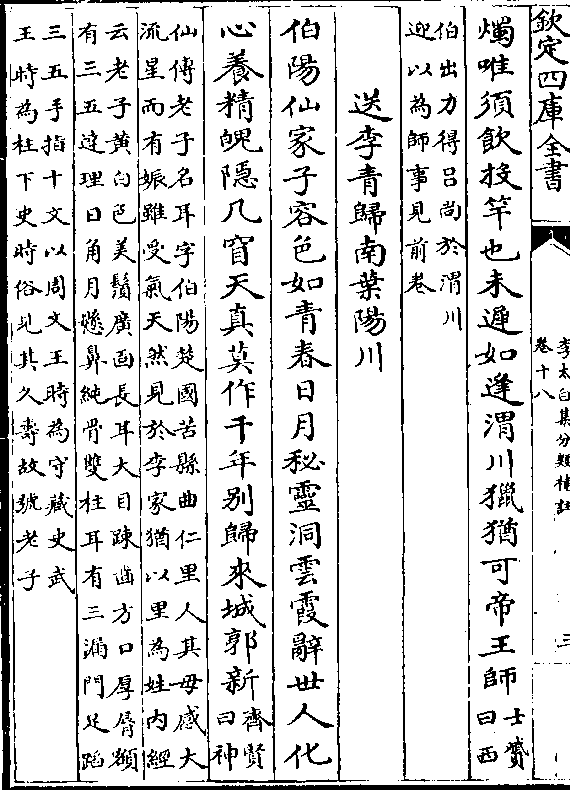 欽定四庫全書
李太白集分類補註
卷十八
三
燭唯須飲投竿也未遲如逢渭川獵猶可帝王師士贇曰西
伯出力得吕尚於渭川
迎以為師事見前卷
送李青歸南葉陽川
伯陽仙家子容色如青春日月秘靈洞雲霞辭世人化
心養精魄隠几窅天真莫作千年别歸來城郭新齊賢曰神
仙傳老子名耳字伯陽楚國苦縣曲仁里人其母感大
流星而有娠雖受氣天然見於李家猶以里為姓内經
云老子黄白色美鬚廣面長耳大目疎齒方口厚脣額
有三五達理日角月懸鼻純骨雙柱耳有三漏門足蹈
三五手指十文以周文王時為守藏史武
王時為柱下史時俗見其久壽故號老子